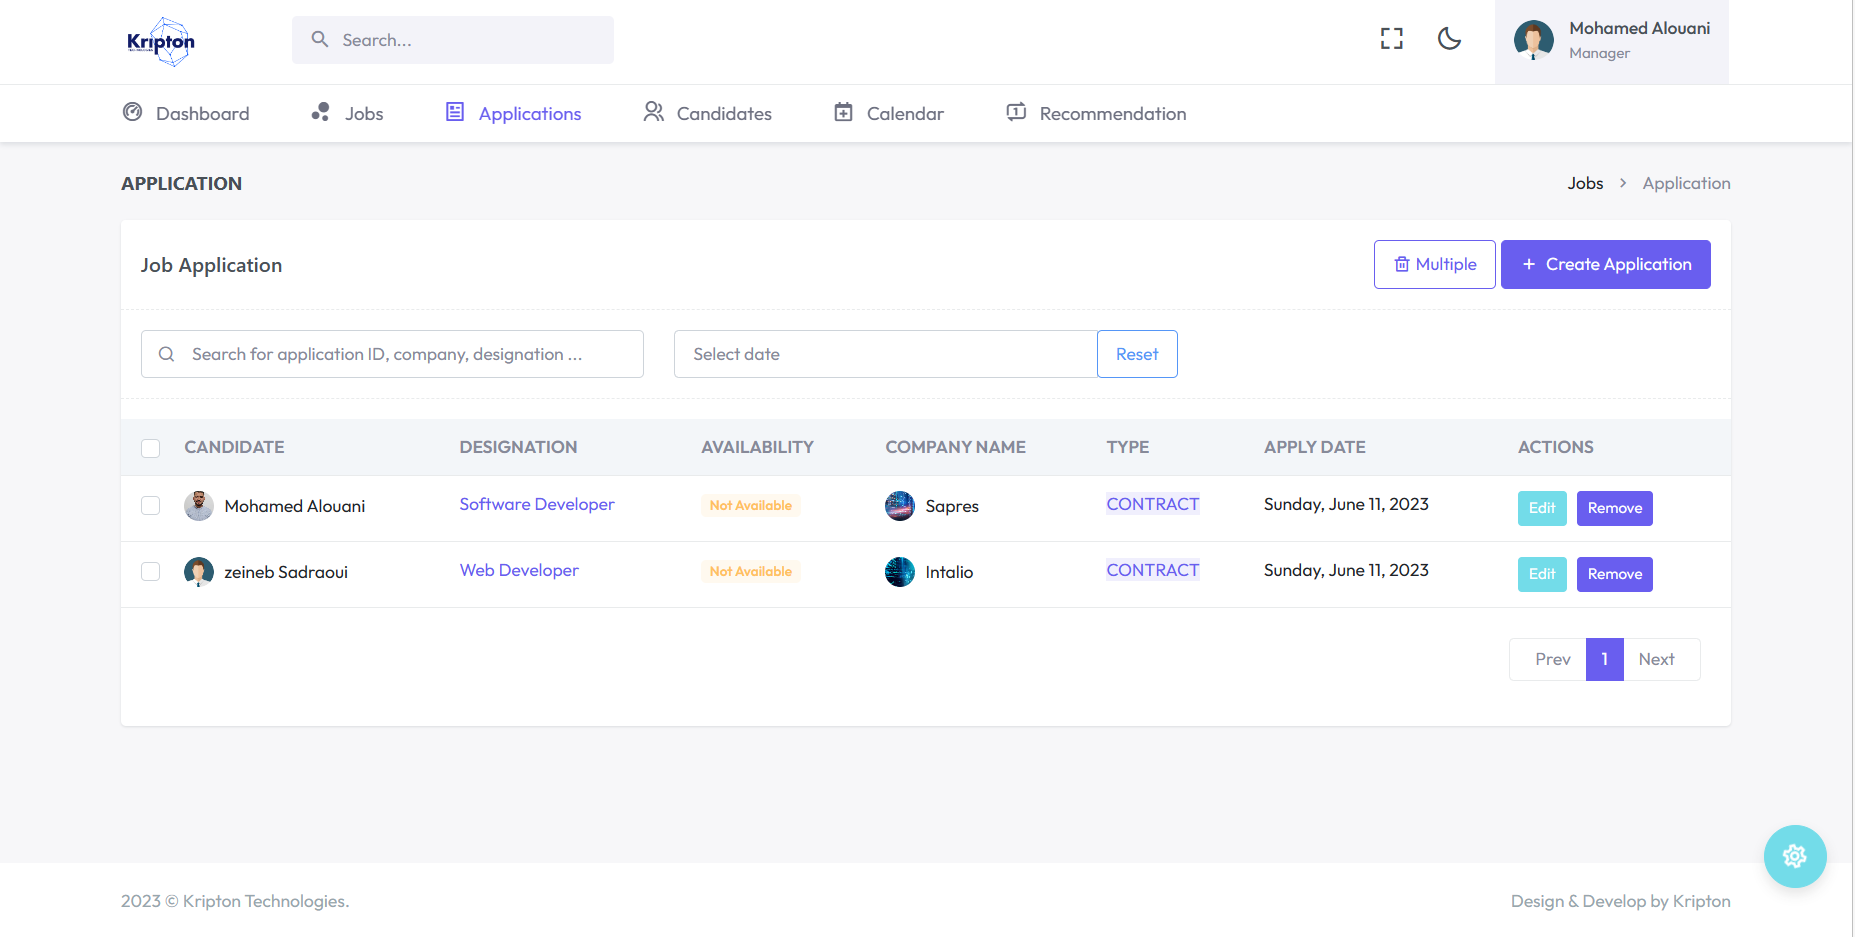 Kripton
Search...
Mohamed Alouani
Manager
Dashboard
Jobs
Applications
Candidates
Calendar
1
Recommendation
APPLICATION
Jobs > Application
Job Application
Multiple
+ Create Application
Search for application ID, company, designation ...
Select date
Reset
CANDIDATE DESIGNATION AVAILABILITY COMPANY NAME TYPE APPLY DATE ACTIONS
Mohamed Alouani Software Developer Not Available Sapres CONTRACT Sunday, June 11, 2023 Edit Remove
zeineb Sadraoui Web Developer Not Available Intalio CONTRACT Sunday, June 11, 2023 Edit Remove
Prev 1 Next
2023 © Kripton Technologies.
Design & Develop by Kripton